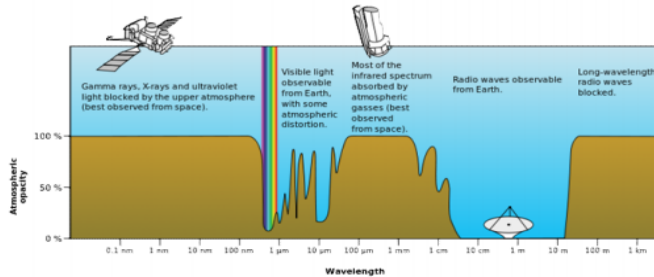 Gamma rays, X-rays and ultraviolet
light blocked by the upper atmosphere
(best observed from space).
Visible light
observable
from Earth,
with some
atmospheric
distortion.
Most of the
infrared spectrum
absorbed by
atmospheric
gasses (best
observed
from space).
Radio waves observable
from Earth.
Long-wavelength
radio waves
blocked.
Atmospheric
opacity
100 %
50 %
0 %
0.1 nm 1 nm 10 nm 100 nm 1 µm 10 µm 100 µm 1 mm 1 cm 10 cm 1 m 10 m 100 m 1 km
Wavelength